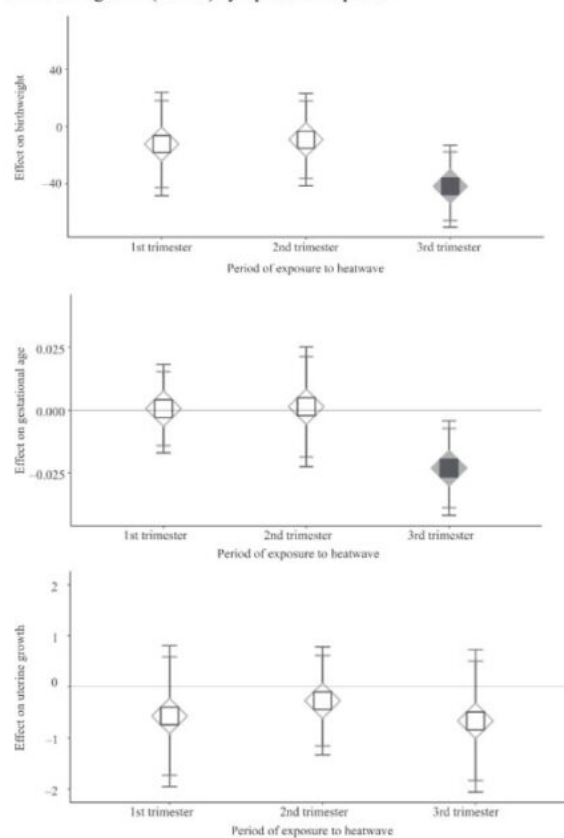 40
0
−40
Effect on birthweight
1st trimester 2nd trimester 3rd trimester
Period of exposure to heatwave
0.025
0.000
−0.025
Effect on gestational age
1st trimester 2nd trimester 3rd trimester
Period of exposure to heatwave
2
1
0
−1
−2
Effect on uterine growth
1st trimester 2nd trimester 3rd trimester
Period of exposure to heatwave